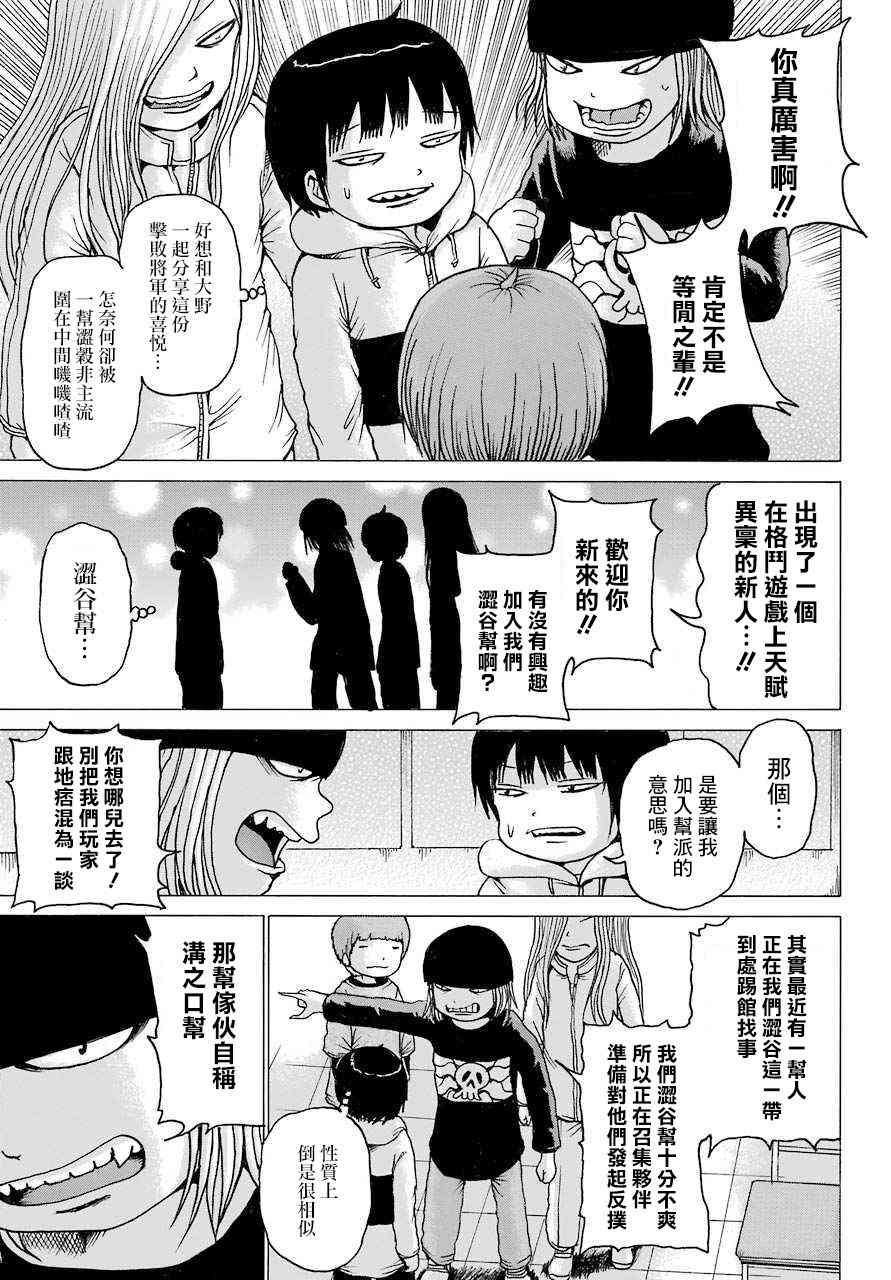 你真厲害啊!!
肯定不是
等閒之輩!!
好想和大野
一起分享這份
擊敗將軍的喜悅…
怎奈何卻被
一幫澀穀非主流
圍在中間嘰嘰喳喳
出現了一個
在格鬥遊戲上天賦
異稟的新人…!!
歡迎你
新來的!!
有沒有興趣
加入我們
澀谷幫啊?
澀谷幫…
那個…
是要讓我
加入幫派的
意思嗎?
你想哪兒去了!
別把我們玩家
跟地痞混為一談
其實最近有一幫人
正在我們澀谷這一帶
到處踢館找事
我們澀谷幫十分不爽
所以正在召集夥伴
準備對他們發起反撲
性質上
倒是很相似
那幫傢伙自稱
溝之口幫